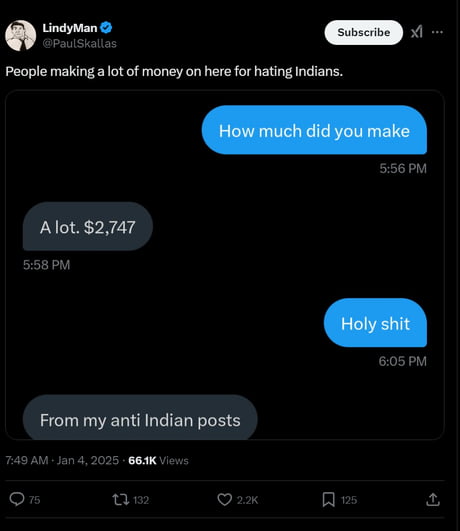 LindyMan
@PaulSkallas
Subscribe
People making a lot of money on here for hating Indians.
How much did you make
5:56 PM
A lot. $2,747
5:58 PM
Holy shit
6:05 PM
From my anti Indian posts
7:49 AM · Jan 4, 2025 · 66.1K Views
75 132 2.2K 125